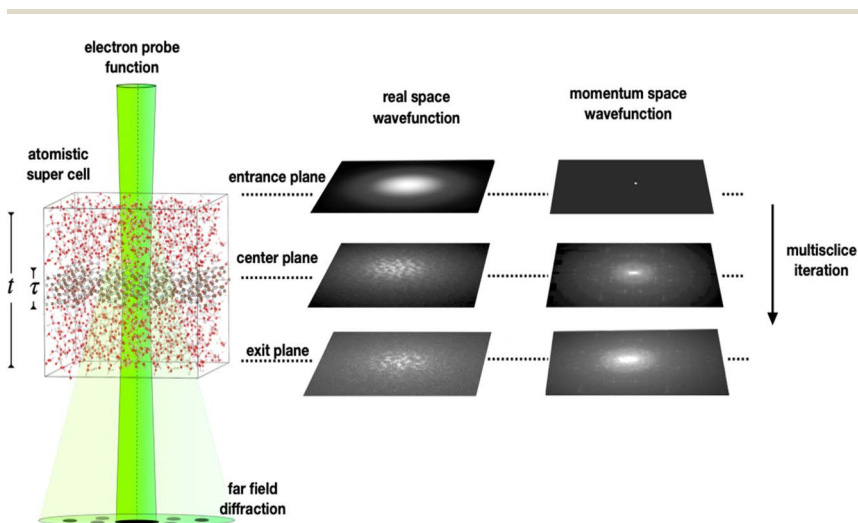 electron probe
function
real space
wavefunction
momentum space
wavefunction
atomistic
super cell
entrance plane
center plane
multisclice
iteration
t
τ
exit plane
far field
diffraction